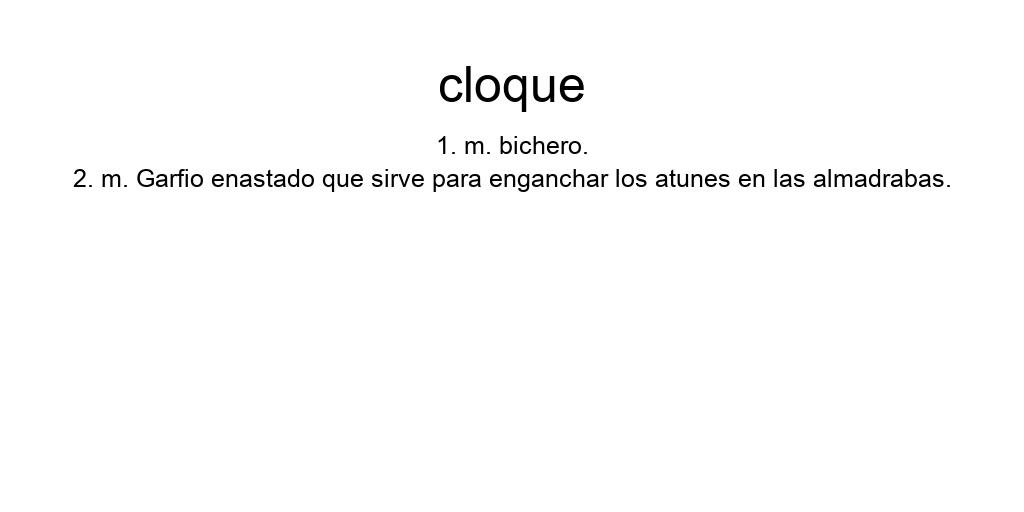 cloque
1. m. bichero.
2. m. Garfio enastado que sirve para enganchar los atunes en las almadrabas.